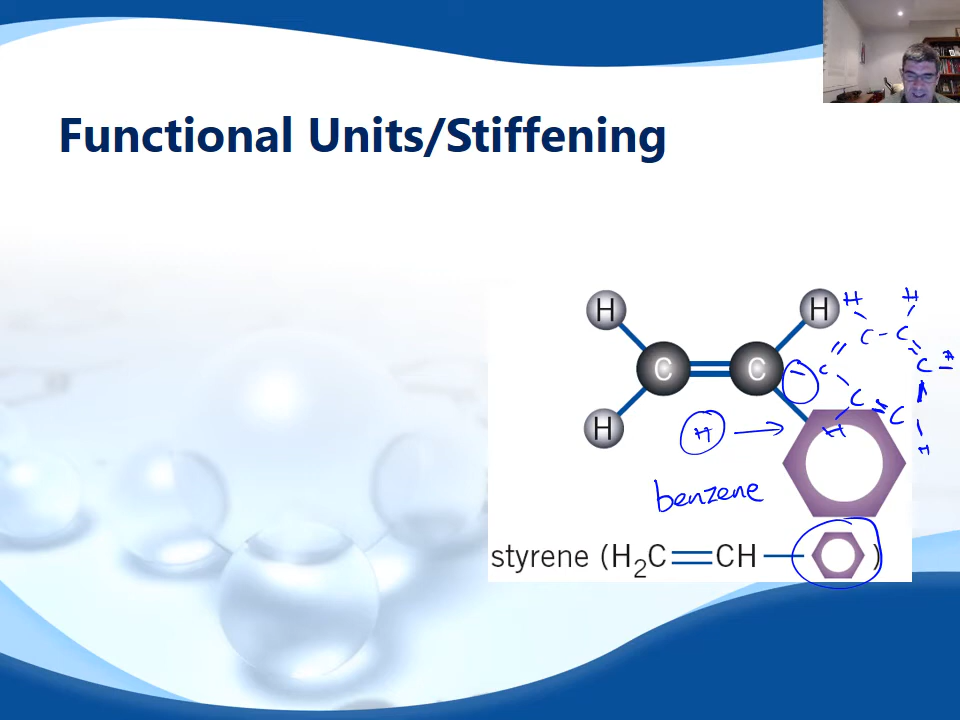 Functional Units/Stiffening
H H H H
C - C
H C = C C C - H
C = C
H H H
benzene
styrene (H₂C=CH— )